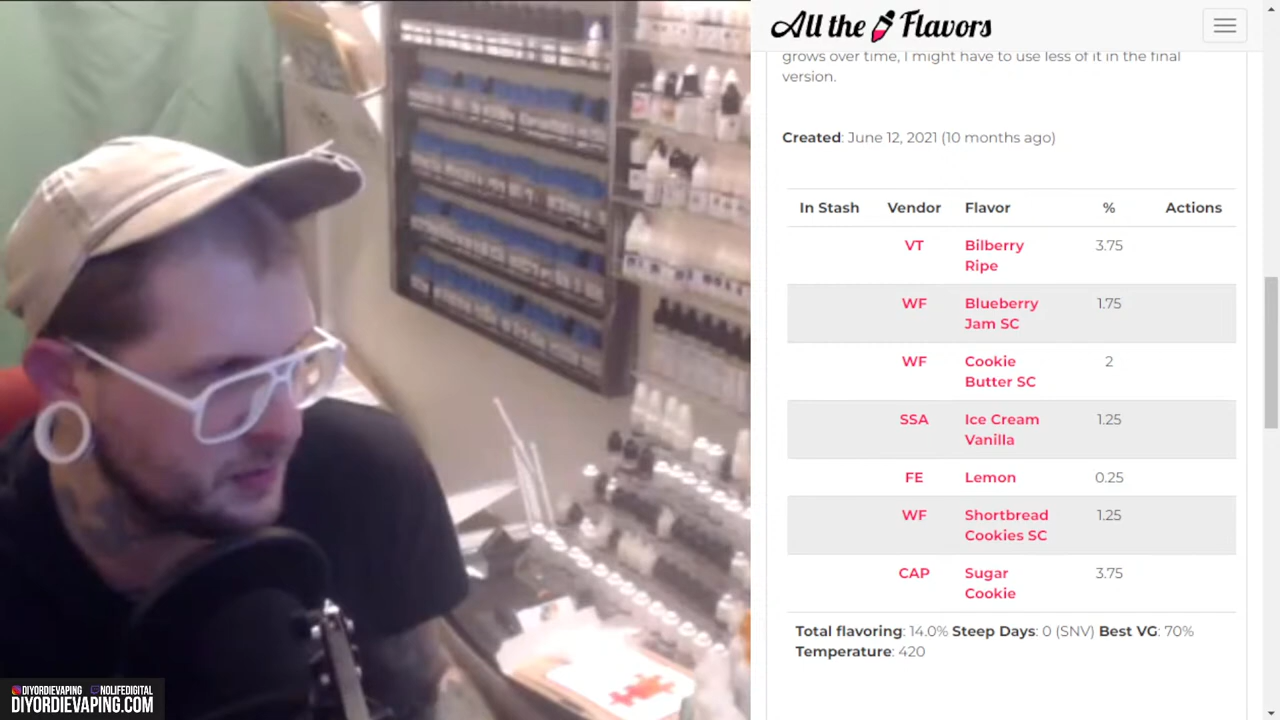 All the Flavors
grows over time, I might have to use less of it in the final
version.
Created: June 12, 2021 (10 months ago)
In Stash Vendor Flavor % Actions
VT Bilberry Ripe 3.75
WF Blueberry Jam SC 1.75
WF Cookie Butter SC 2
SSA Ice Cream Vanilla 1.25
FE Lemon 0.25
WF Shortbread Cookies SC 1.25
CAP Sugar Cookie 3.75
Total flavoring: 14.0% Steep Days: 0 (SNV) Best VG: 70%
Temperature: 420
DIYORDIEVAPING NOLIFEDIGITAL
DIYORDIEVAPING.COM